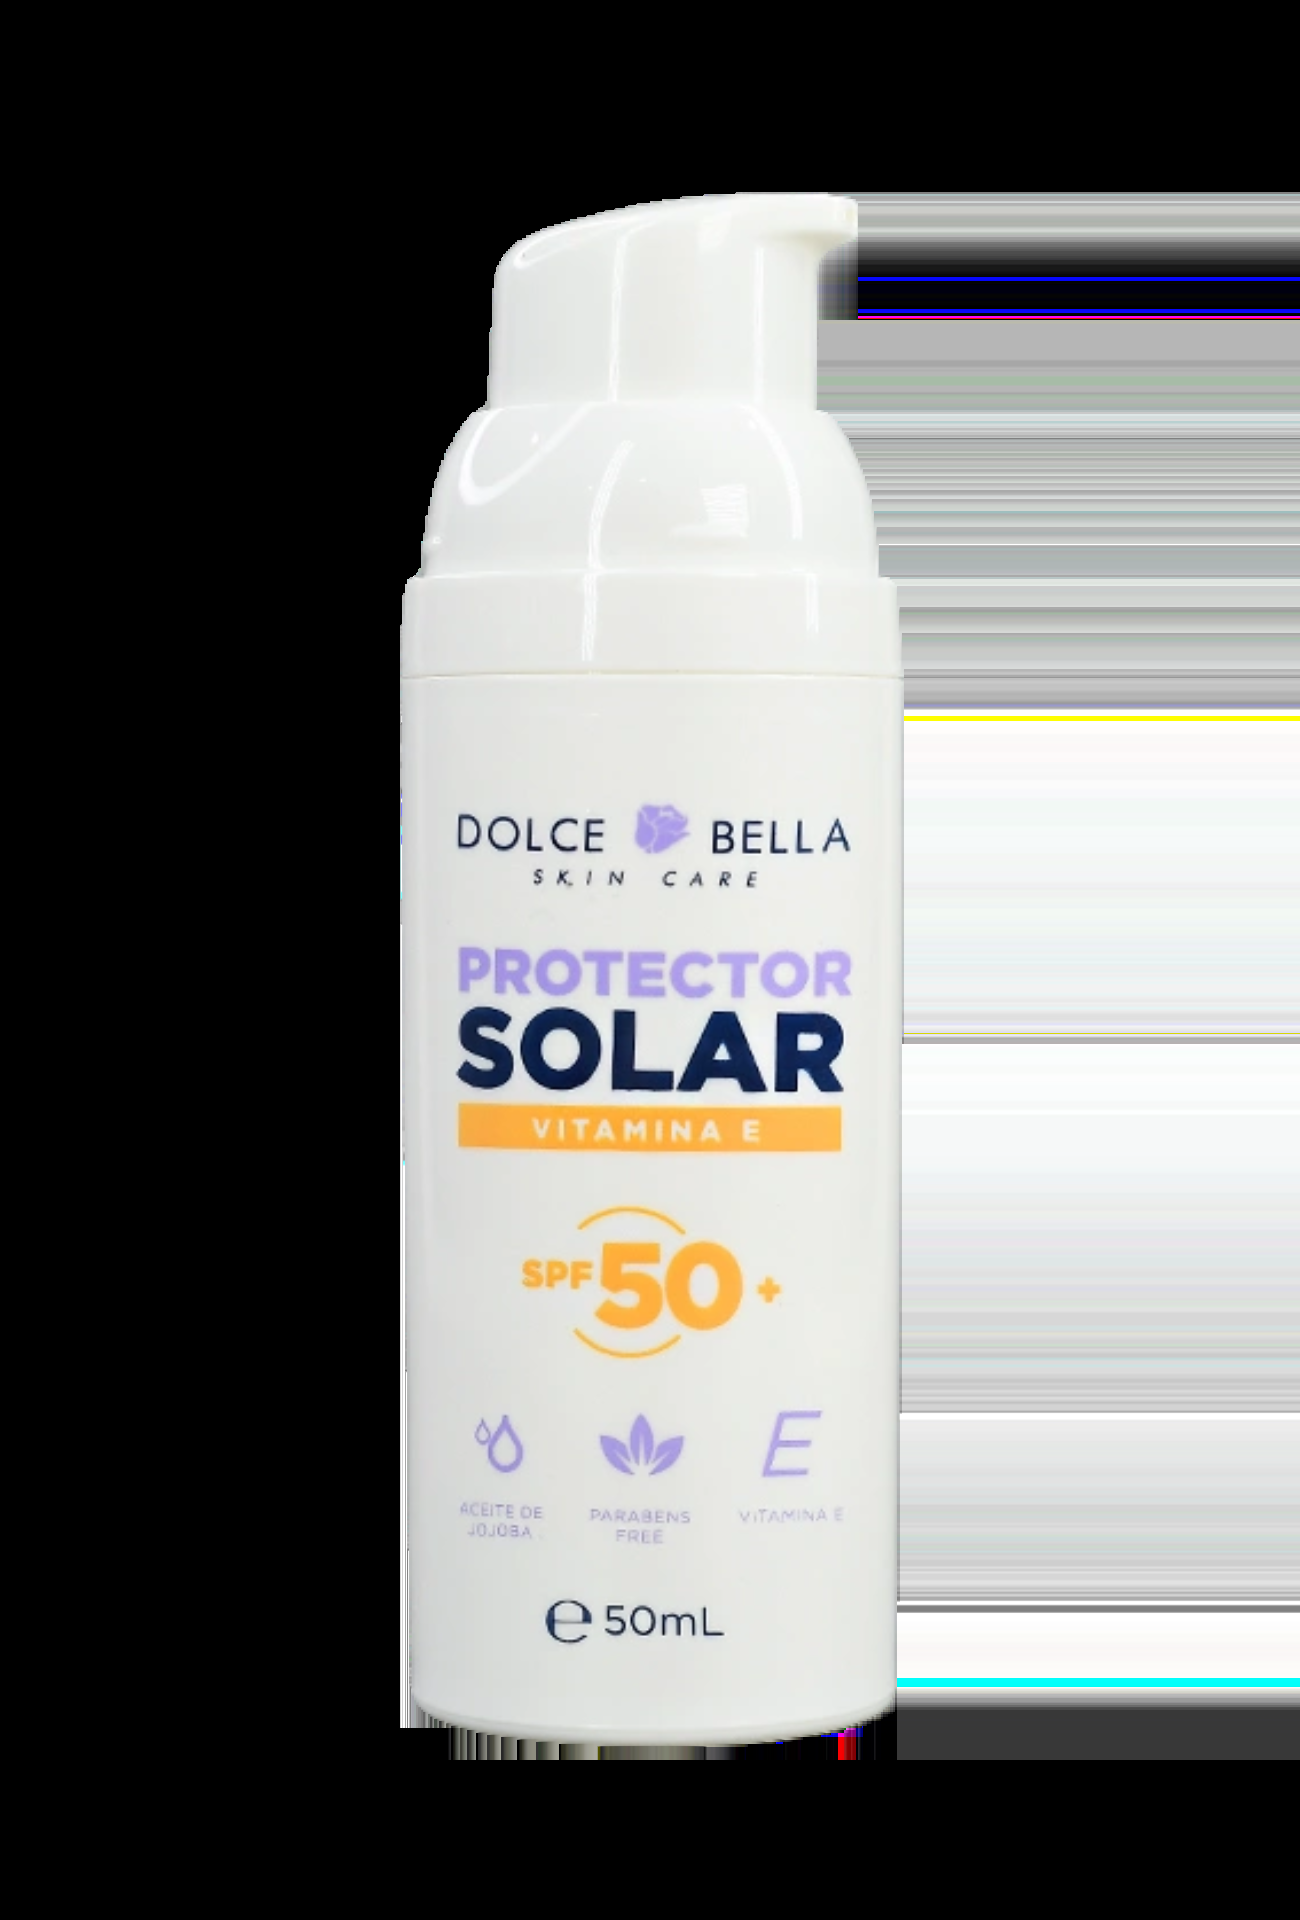 DOLCE BELLA
SKIN CARE
PROTECTOR
SOLAR
VITAMINA E
SPF 50+
E
ACEITE DE
JOJOBA
PARABENS
FREE
VITAMINA E
℮ 50mL